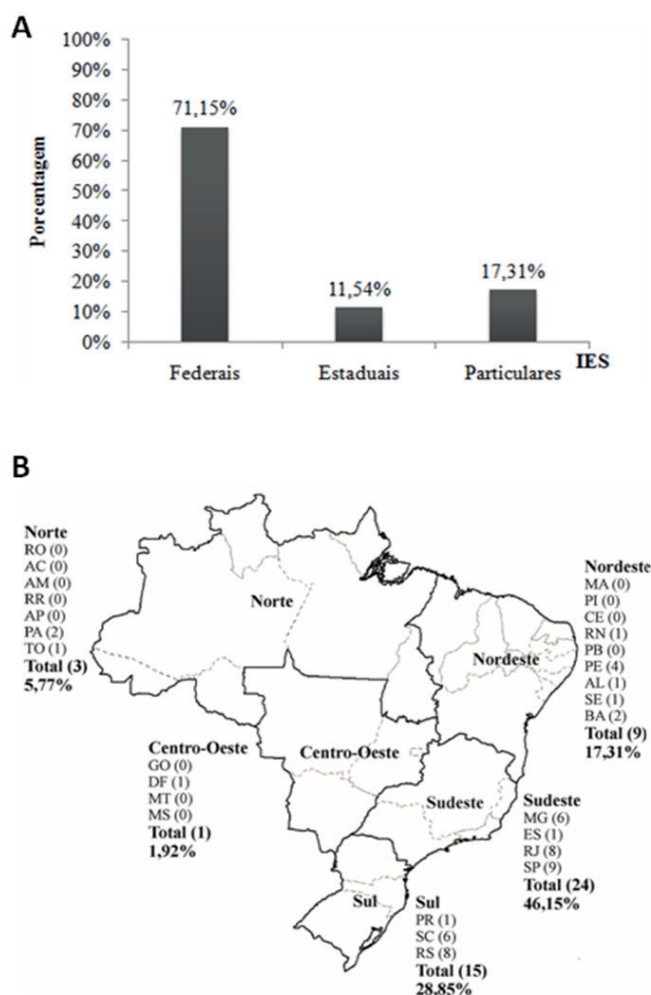 A
100%
90%
80%
70%
60%
50%
40%
30%
20%
10%
0%
Porcentagem
71,15%
11,54%
17,31%
Federais
Estaduais
Particulares
IES
B
Norte
RO (0)
AC (0)
AM (0)
RR (0)
AP (0)
PA (2)
TO (1)
Total (3)
5,77%
Norte
Nordeste
MA (0)
PI (0)
CE (0)
RN (1)
PB (0)
PE (4)
AL (1)
SE (1)
BA (2)
Total (9)
17,31%
Nordeste
Centro-Oeste
GO (0)
DF (1)
MT (0)
MS (0)
Total (1)
1,92%
Centro-Oeste
Sudeste
Sudeste
MG (6)
ES (1)
RJ (8)
SP (9)
Total (24)
46,15%
Sul
Sul
PR (1)
SC (6)
RS (8)
Total (15)
28,85%